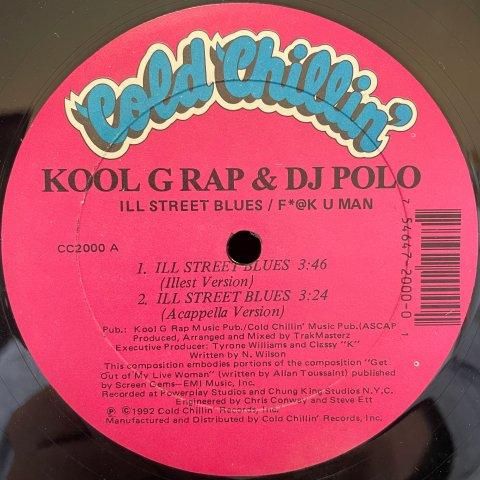 Cold Chillin'
KOOL G RAP & DJ POLO
ILL STREET BLUES / F*@K U MAN
CC2000 A
1. ILL STREET BLUES 3:46
(Illest Version)
2. ILL STREET BLUES 3:24
(Acappella Version)
Pub.: Kool G Rap Music Pub./Cold Chillin' Music Pub.(ASCAP
Produced, Arranged and Mixed by TrakMasterz
Executive Producer: Tyrone Williams and Classy "K"
Written by N. Wilson
This composition embodies portions of the composition "Get
Out of My Live Woman" (written by Allan Toussaint) published
by Screen Gems—EMI Music, Inc.
Recorded at Powerplay Studios and Chung King Studios N.Y.C.
Engineered by Chris Conway and Steve Ett
℗ ©1992 Cold Chillin' Records, Inc.
Manufactured and Distributed by Cold Chillin' Records, Inc.
7 54647-2000-0 1